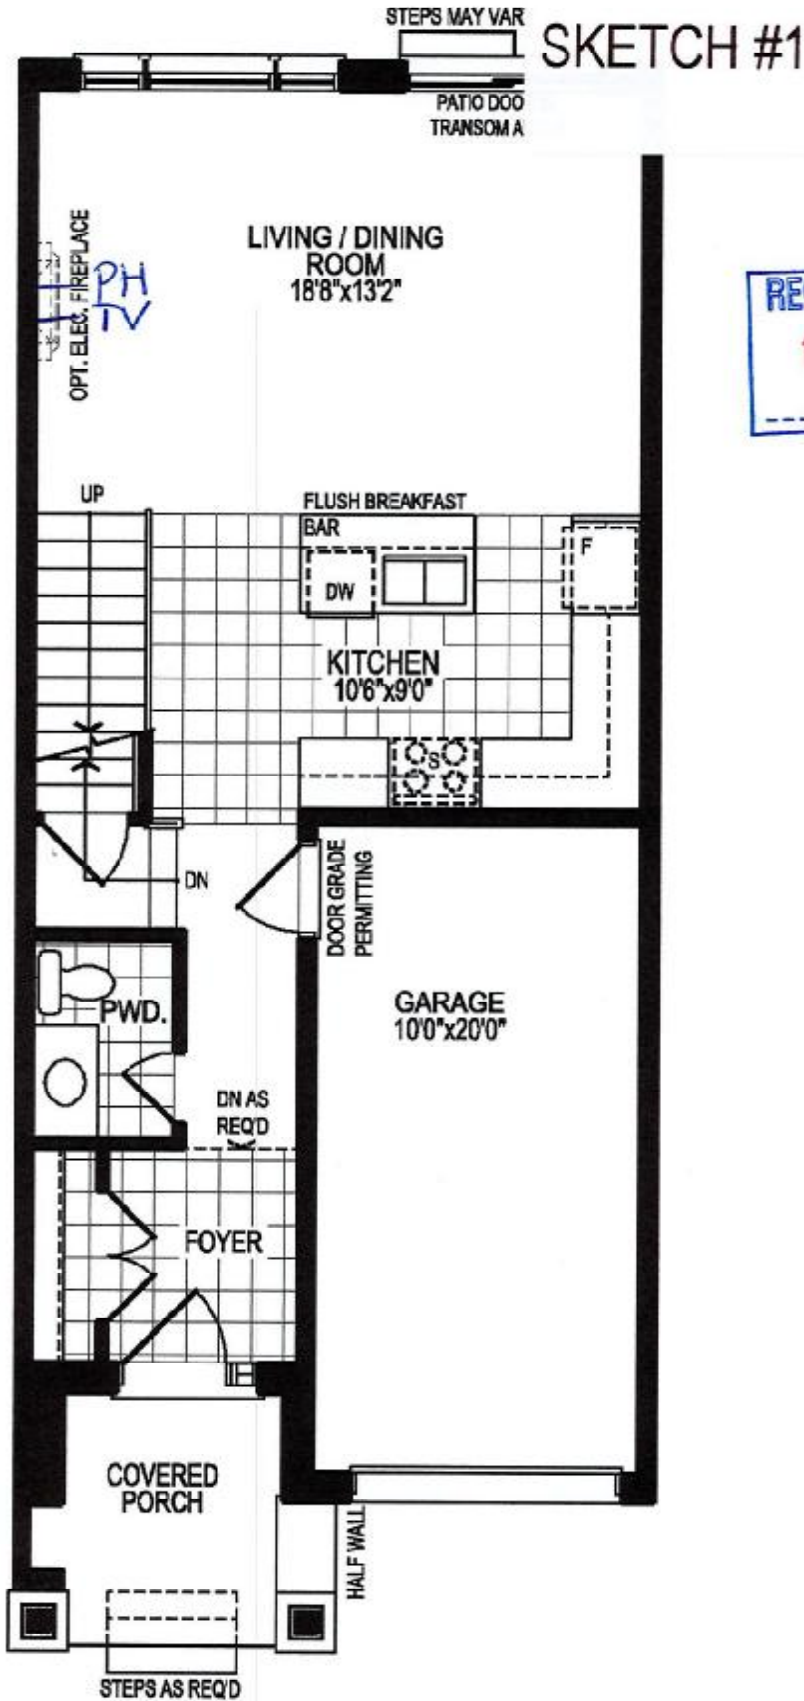 STEPS MAY VAR
SKETCH #1
PATIO DOO
TRANSOM A
LIVING / DINING
ROOM
18'8"x13'2"
OPT. ELEC. FIREPLACE
PH
TV
UP
FLUSH BREAKFAST
BAR
DW
F
KITCHEN
10'6"x9'0"
S
DN
DOOR GRADE
PERMITTING
PWD.
GARAGE
10'0"x20'0"
DN AS
REQ'D
FOYER
COVERED
PORCH
HALF WALL
STEPS AS REQ'D